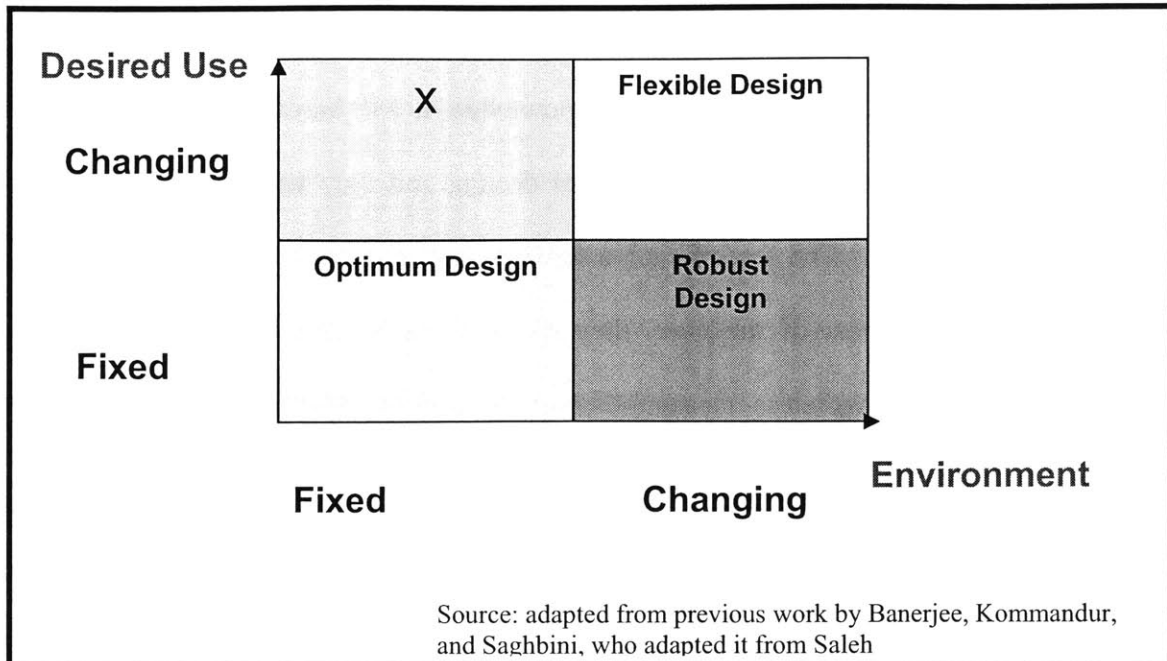 Desired Use
X
Flexible Design
Changing
Optimum Design
Robust
Design
Fixed
Environment
Fixed
Changing
Source: adapted from previous work by Banerjee, Kommandur,
and Saghbini, who adapted it from Saleh